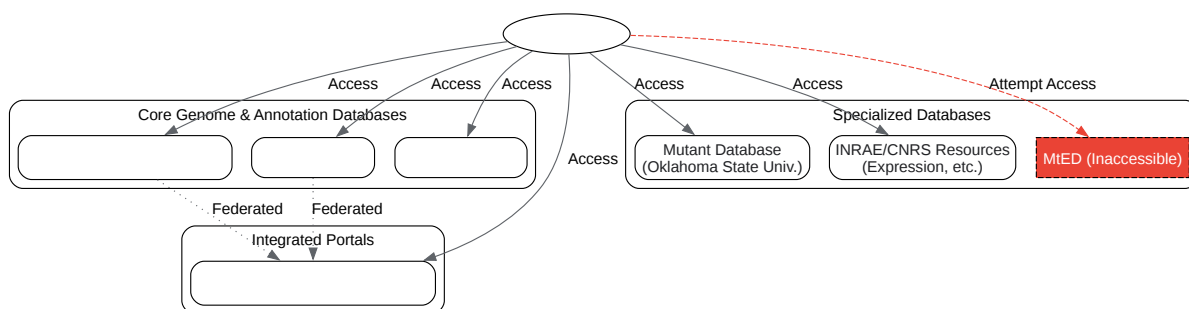 Access
Access
Access
Access
Access
Attempt Access
Core Genome & Annotation Databases
Specialized Databases
Mutant Database
(Oklahoma State Univ.)
INRAE/CNRS Resources
(Expression, etc.)
MtED (Inaccessible)
Access
Federated
Federated
Integrated Portals